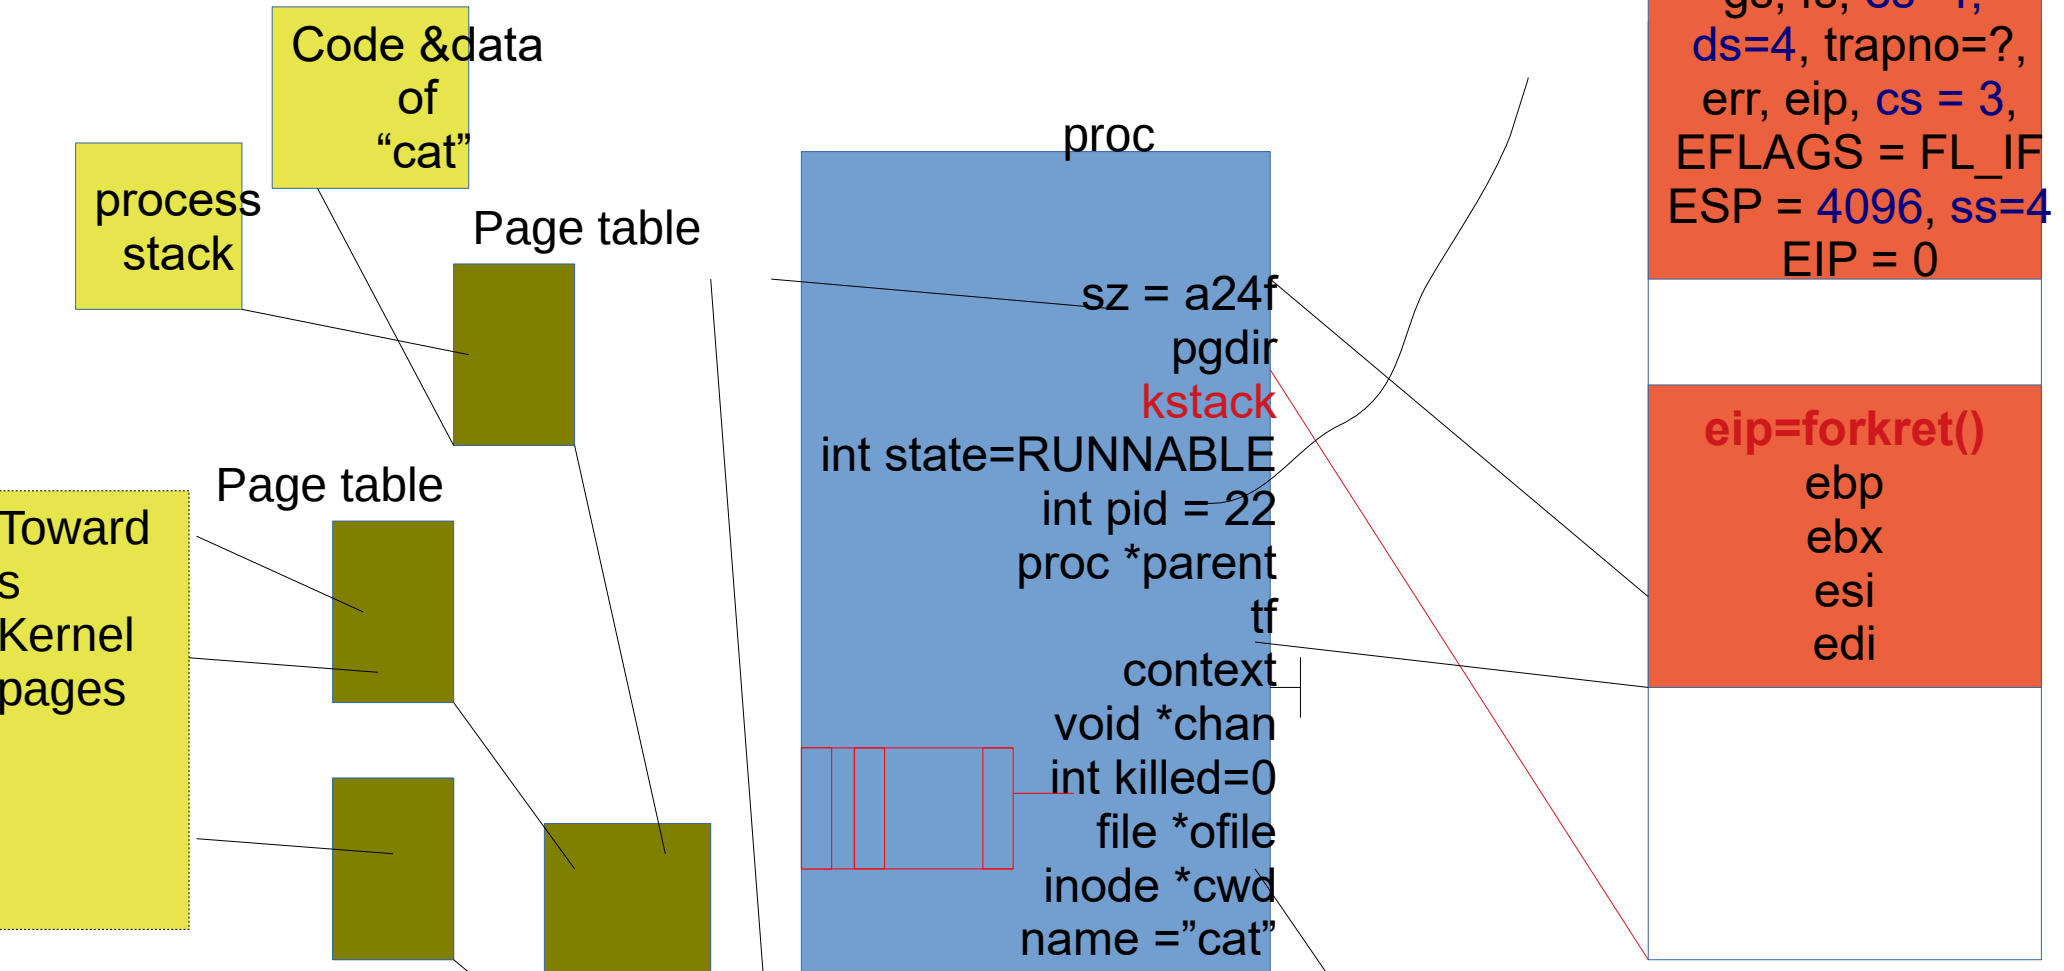 Code &data
of
“cat”
process
stack
Page table
Page table
Toward
s
Kernel
pages
proc
sz = a24f
pgdir
kstack
int state=RUNNABLE
int pid = 22
proc *parent
tf
context
void *chan
int killed=0
file *ofile
inode *cwd
name =”cat”
gs, fs,
ds=4, trapno=?,
err, eip, cs = 3,
EFLAGS = FL_IF
ESP = 4096, ss=4
EIP = 0
eip=forkret()
ebp
ebx
esi
edi